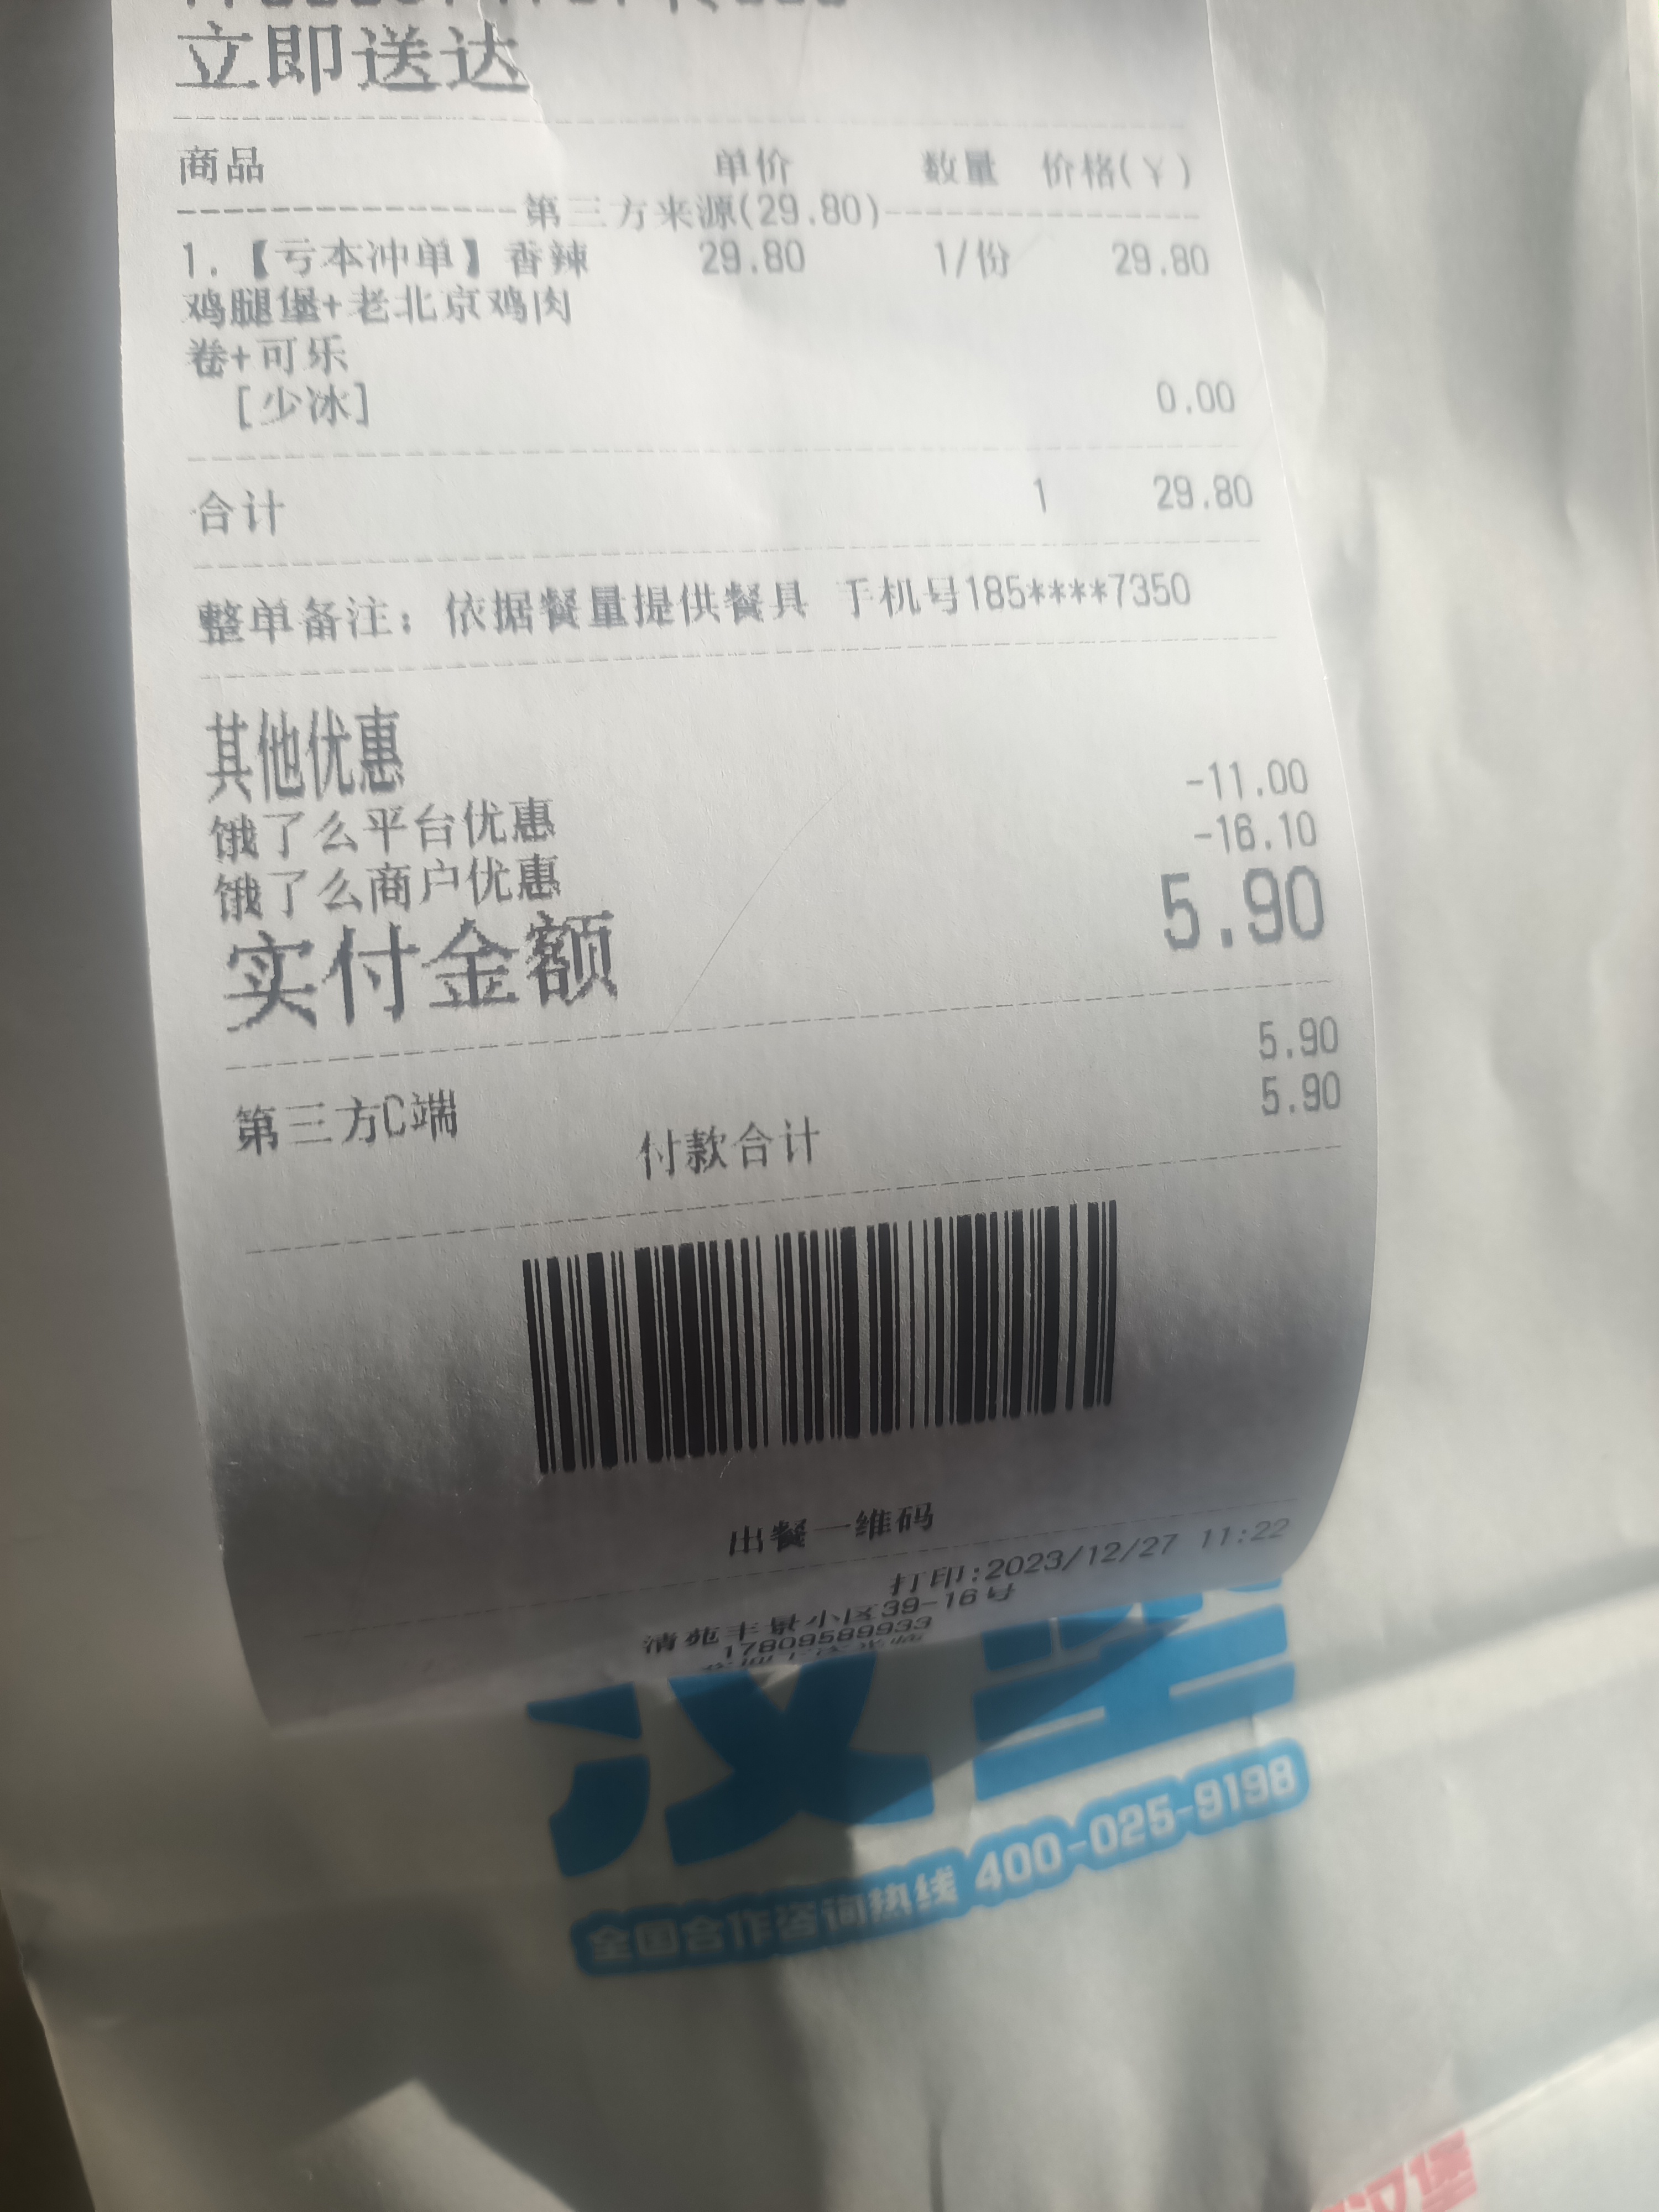 立即送达
商品 单价 数量 价格(¥)
---------------第三方来源(29.80)---------------
1.【亏本冲单】香辣 29.80 1/份 29.80
鸡腿堡+老北京鸡肉
卷+可乐
[少冰] 0.00
合计 1 29.80
整单备注：依据餐量提供餐具 手机号185****7350
其他优惠
饿了么平台优惠 -11.00
饿了么商户优惠 -16.10
实付金额 5.90
第三方C端 5.90
付款合计 5.90
出餐一维码
打印:2023/12/27 11:22
清苑丰景小区39-16号
17809589933
汉堡
全国合作咨询热线 400-025-9198
汉堡